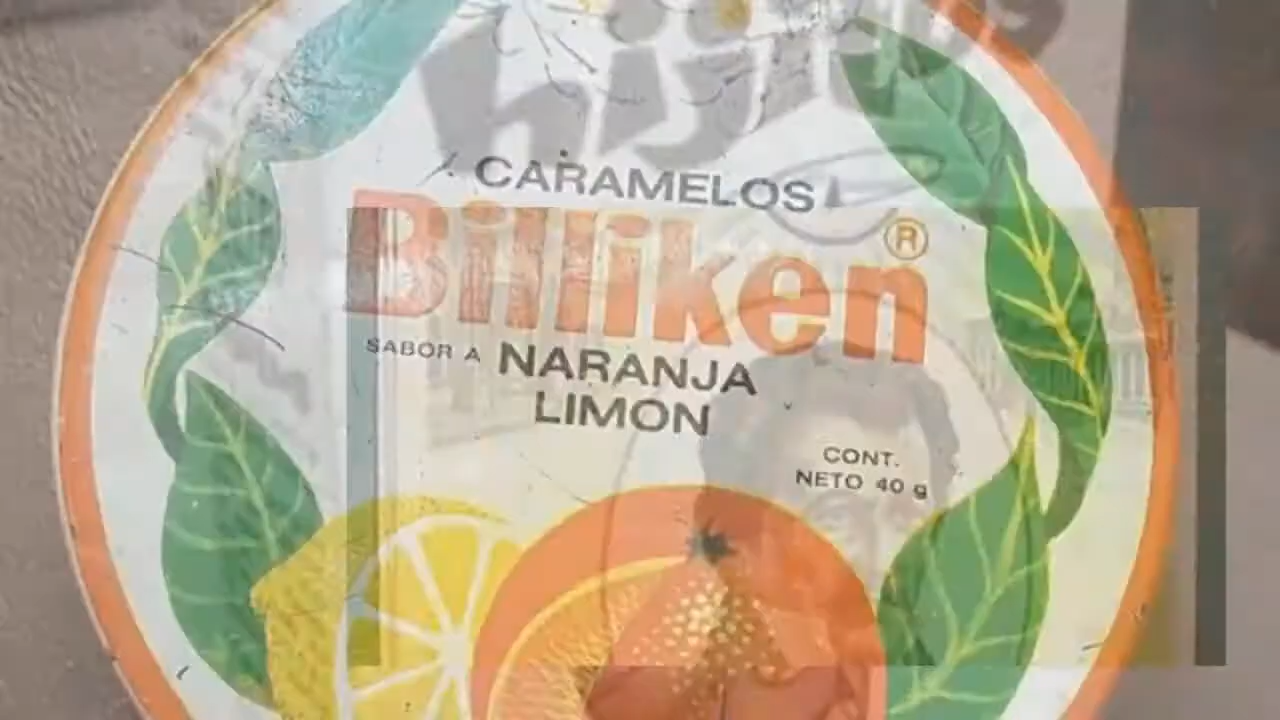 CARAMELOS
Billiken ®
SABOR A NARANJA
LIMON
CONT.
NETO 40 g